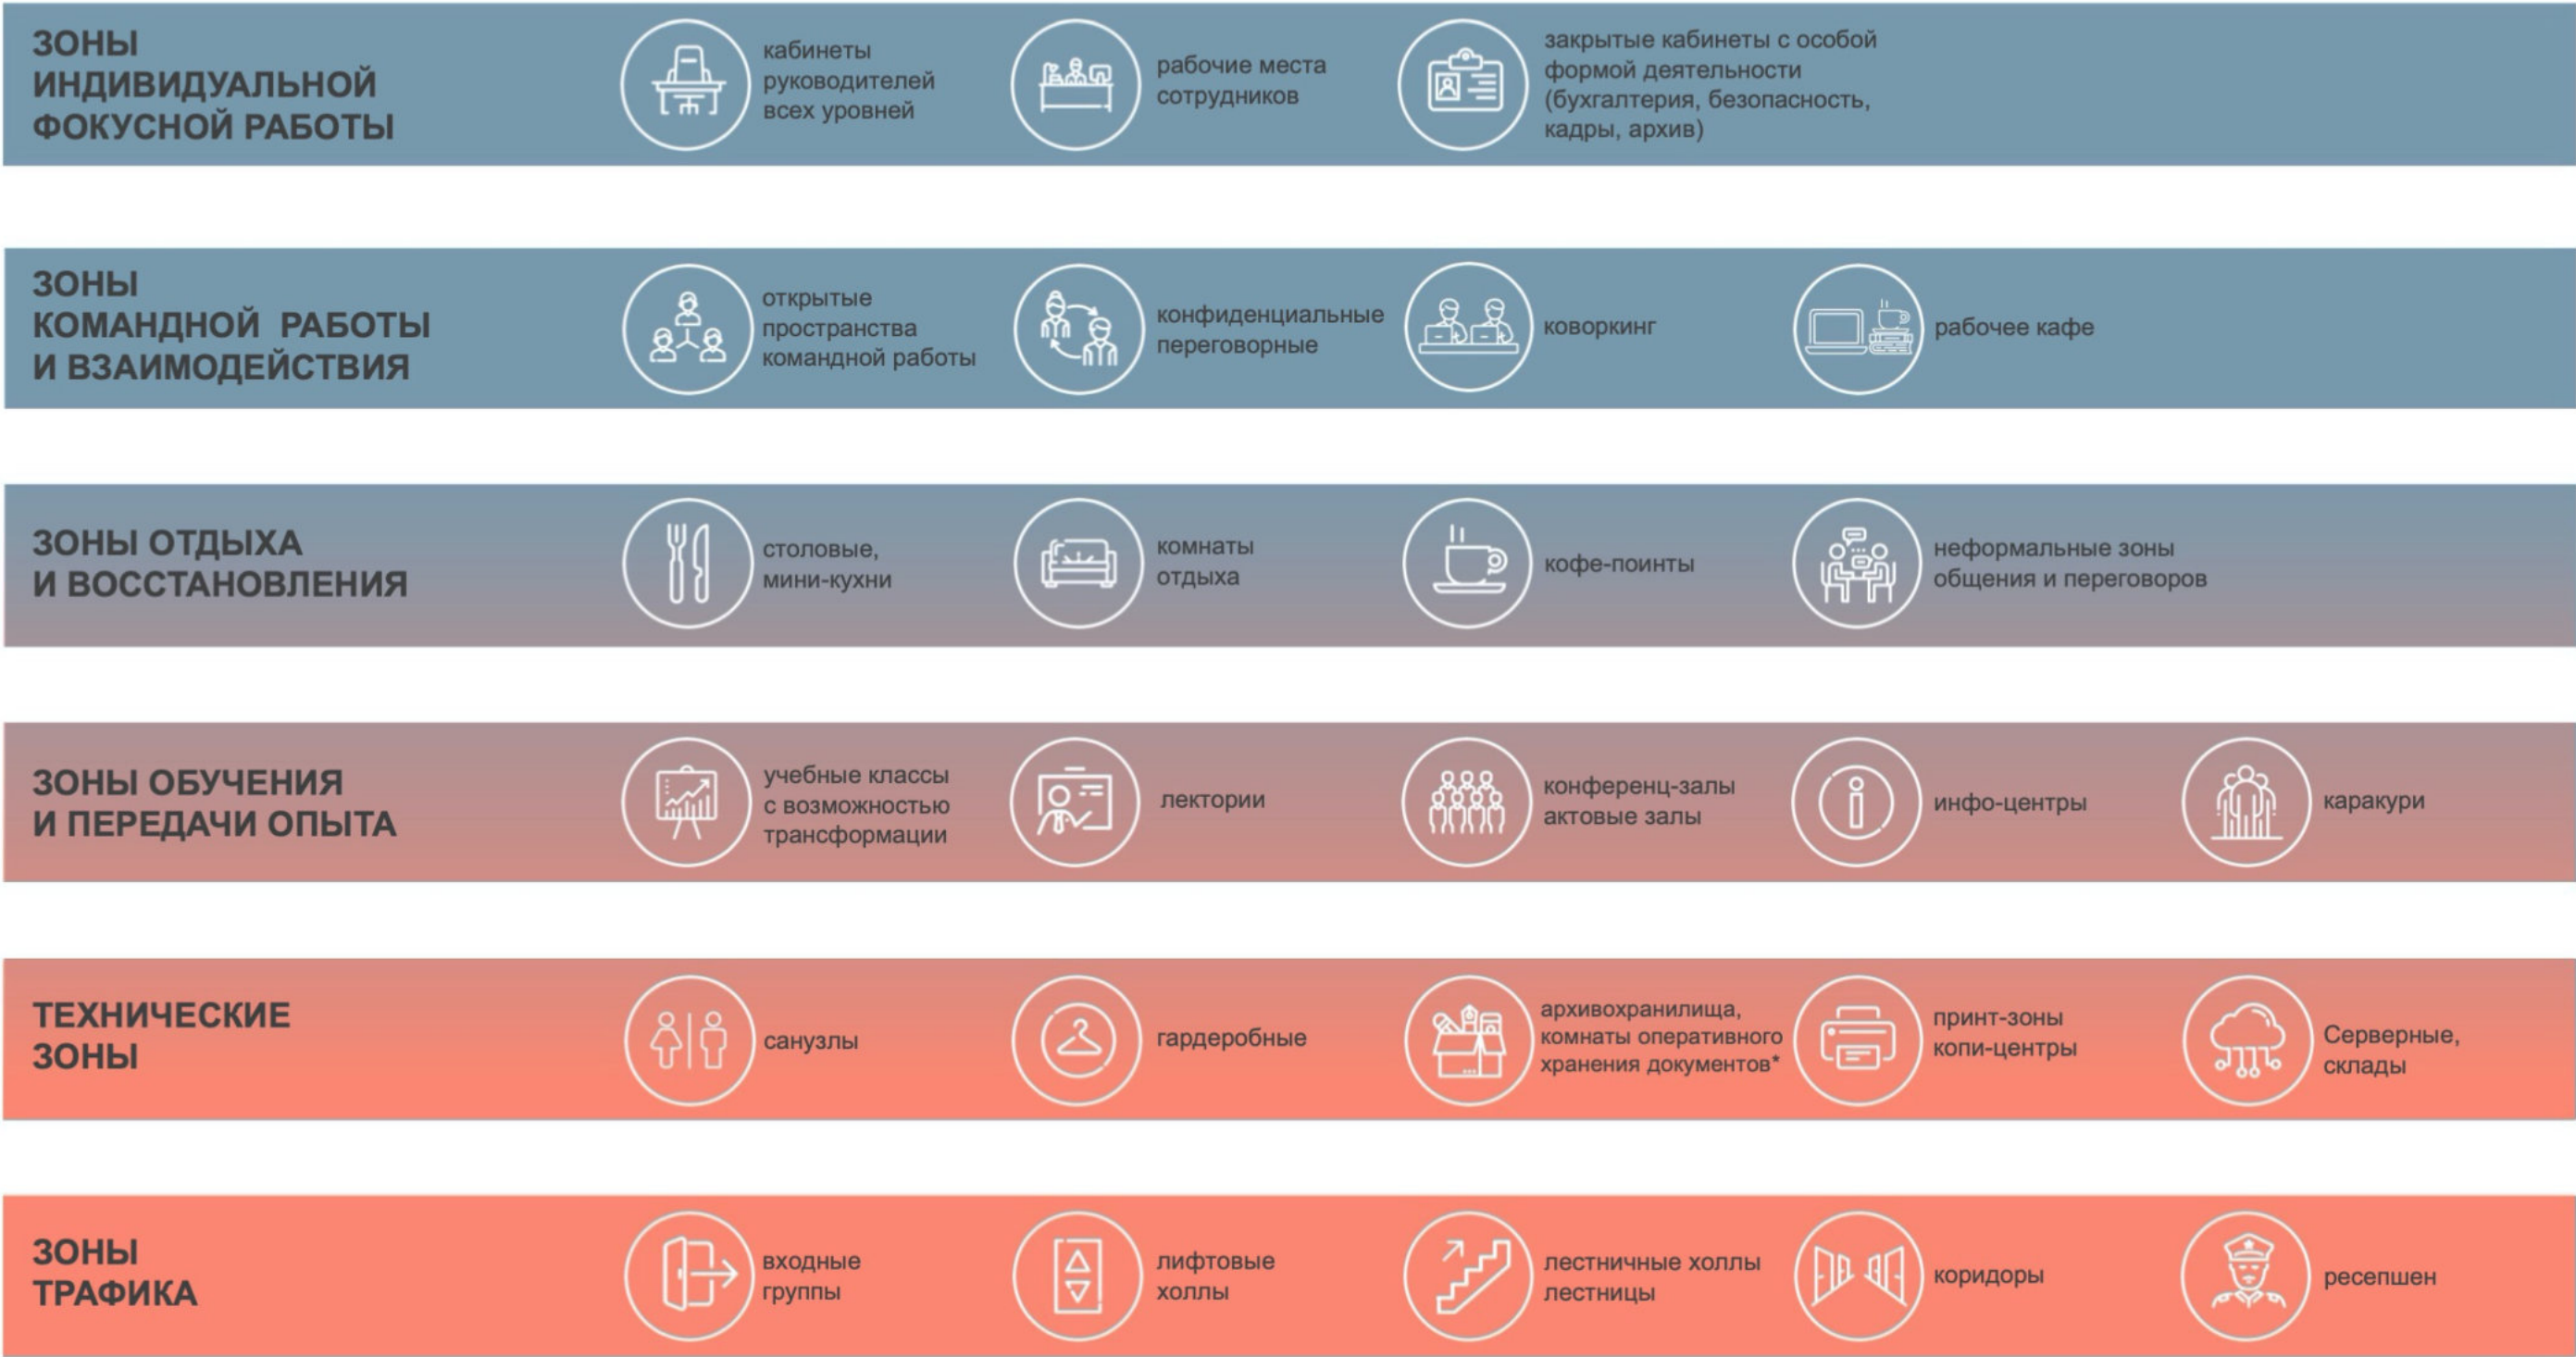 ЗОНЫ
ИНДИВИДУАЛЬНОЙ
ФОКУСНОЙ РАБОТЫ
кабинеты
руководителей
всех уровней
рабочие места
сотрудников
закрытые кабинеты с особой
формой деятельности
(бухгалтерия, безопасность,
кадры, архив)
ЗОНЫ
КОМАНДНОЙ РАБОТЫ
И ВЗАИМОДЕЙСТВИЯ
открытые
пространства
командной работы
конфиденциальные
переговорные
коворкинг
рабочее кафе
ЗОНЫ ОТДЫХА
И ВОССТАНОВЛЕНИЯ
столовые,
мини-кухни
комнаты
отдыха
кофе-поинты
неформальные зоны
общения и переговоров
ЗОНЫ ОБУЧЕНИЯ
И ПЕРЕДАЧИ ОПЫТА
учебные классы
с возможностью
трансформации
лектории
конференц-залы
актовые залы
инфо-центры
каракури
ТЕХНИЧЕСКИЕ
ЗОНЫ
санузлы
гардеробные
архивохранилища,
комнаты оперативного
хранения документов*
принт-зоны
копи-центры
Серверные,
склады
ЗОНЫ
ТРАФИКА
входные
группы
лифтовые
холлы
лестничные холлы
лестницы
коридоры
ресепшен